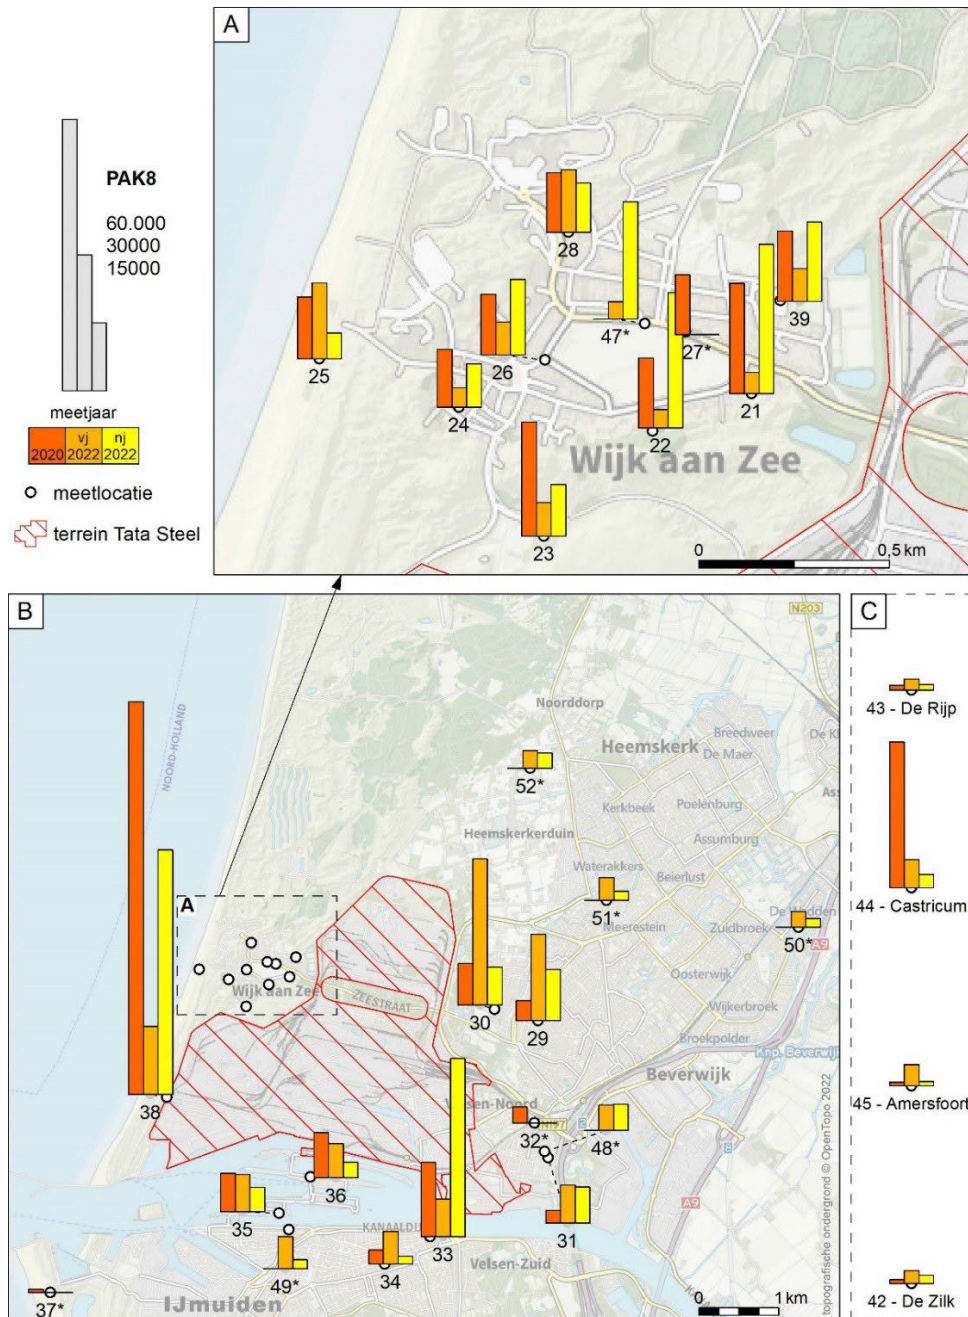 A
PAK8
60.000
30000
15000
meetjaar
2020
vj
2022
nj
2022
meetlocatie
terrein Tata Steel
28
47*
27*
39
25
26
24
22
21
Wijk aan Zee
23
0
0,5 km
B
N203
NOORD-HOLLAND
Noorddorp
Heemskerk
Breedweer
De Maer
52*
Kerkbeek
Poelenburg
Heemskerkerduin
Assumburg
Waterakkers
Beierlust
51*
Meerestein
Zuidbroek
50*
A9
A
Wijk aan Zee
ZEESTRAAT
Oosterwijk
Wijkerbroek
30
29
Broekpolder
Knp. Beverwijk
Beverwijk
38
Velsen-Noord
N197
32*
48*
36
A9
35
31
33
49*
34
Velsen-Zuid
37*
IJmuiden
0
1 km
topografische ondergrond © OpenTopo 2022
C
43 - De Rijp
44 - Castricum
45 - Amersfoort
42 - De Zilk